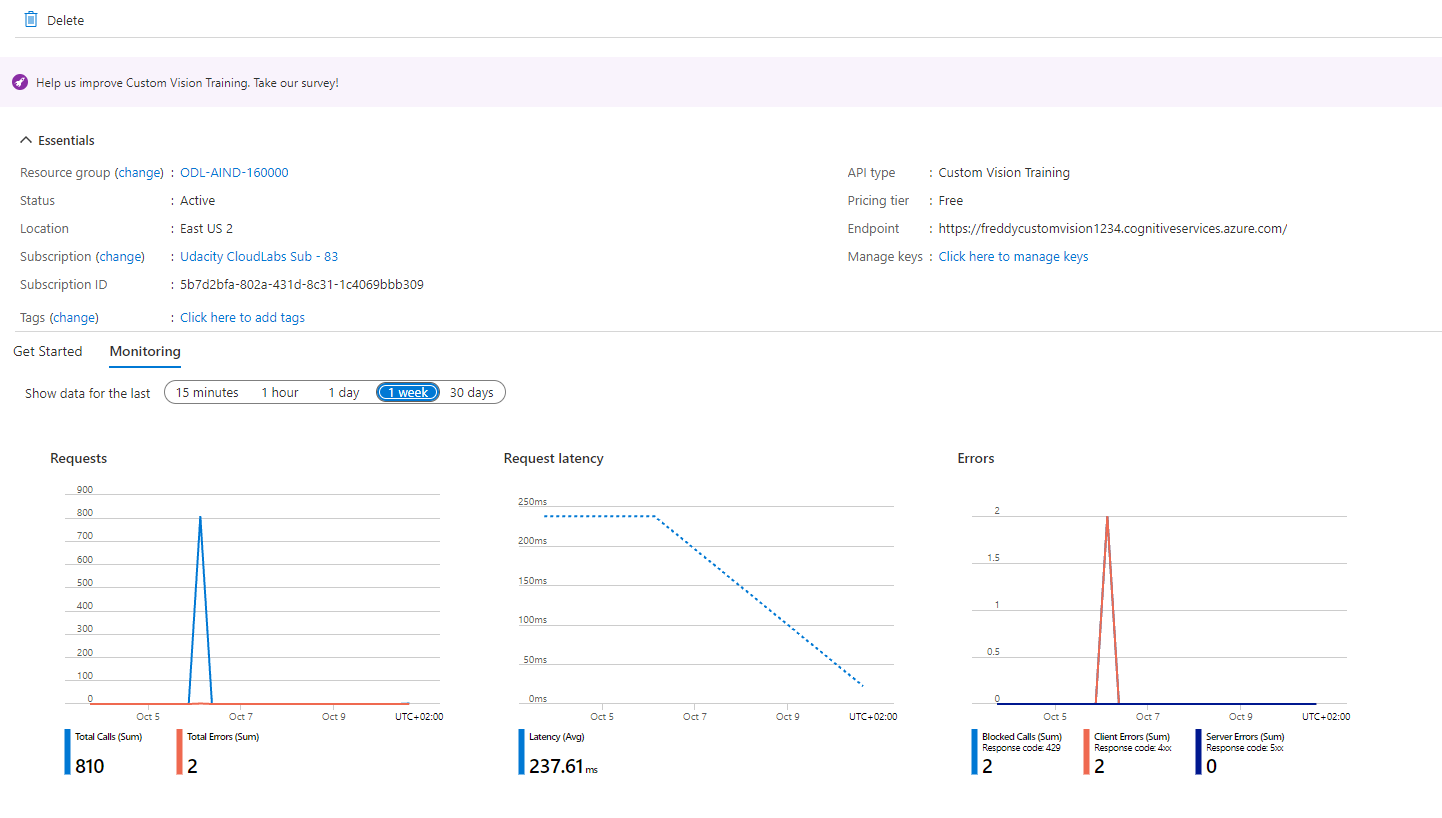 Delete
Help us improve Custom Vision Training. Take our survey!
Essentials
Resource group (change) : ODL-AIND-160000
Status : Active
Location : East US 2
Subscription (change) : Udacity CloudLabs Sub - 83
Subscription ID : 5b7d2bfa-802a-431d-8c31-1c4069bbb309
Tags (change) : Click here to add tags
API type : Custom Vision Training
Pricing tier : Free
Endpoint : https://freddycustomvision1234.cognitiveservices.azure.com/
Manage keys : Click here to manage keys
Get Started Monitoring
Show data for the last 15 minutes 1 hour 1 day 1 week 30 days
Requests
900
800
700
600
500
400
300
200
100
0
Oct 5 Oct 7 Oct 9 UTC+02:00
Total Calls (Sum)
810
Total Errors (Sum)
2
Request latency
250ms
200ms
150ms
100ms
50ms
0ms
Oct 5 Oct 7 Oct 9 UTC+02:00
Latency (Avg)
237.61 ms
Errors
2
1.5
1
0.5
0
Oct 5 Oct 7 Oct 9 UTC+02:00
Blocked Calls (Sum)
Response code: 429
2
Client Errors (Sum)
Response code: 4xx
2
Server Errors (Sum)
Response code: 5xx
0